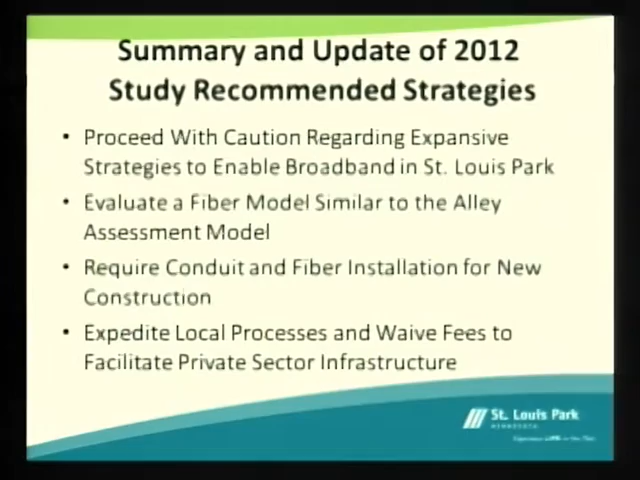 Summary and Update of 2012
Study Recommended Strategies
• Proceed With Caution Regarding Expansive
Strategies to Enable Broadband in St. Louis Park
• Evaluate a Fiber Model Similar to the Alley
Assessment Model
• Require Conduit and Fiber Installation for New
Construction
• Expedite Local Processes and Waive Fees to
Facilitate Private Sector Infrastructure
St. Louis Park
MINNESOTA